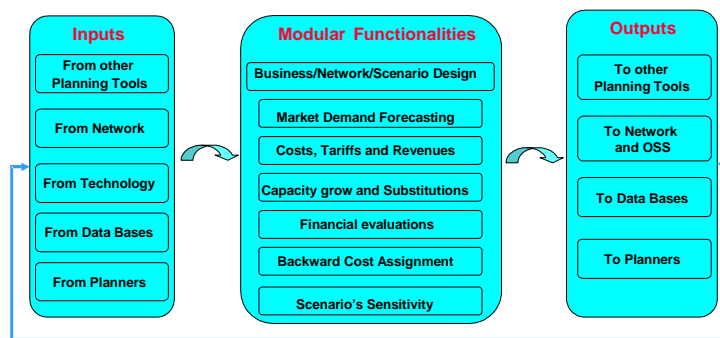 Inputs
From other
Planning Tools
From Network
From Technology
From Data Bases
From Planners
Modular Functionalities
Business/Network/Scenario Design
Market Demand Forecasting
Costs, Tariffs and Revenues
Capacity grow and Substitutions
Financial evaluations
Backward Cost Assignment
Scenario's Sensitivity
Outputs
To other
Planning Tools
To Network
and OSS
To Data Bases
To Planners